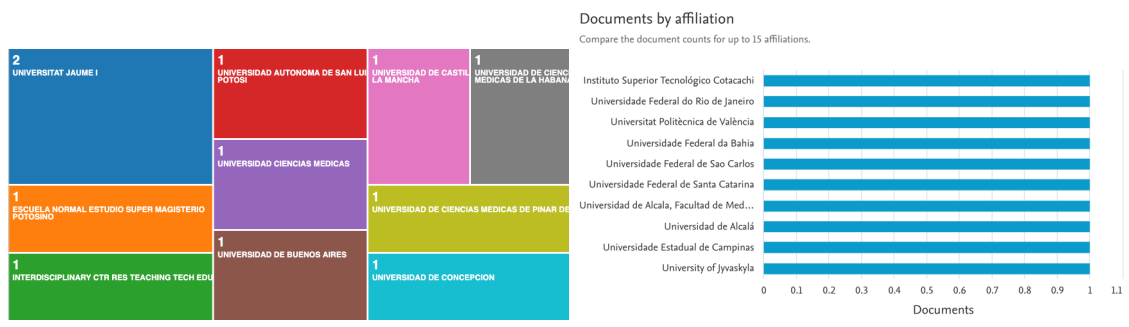 2
UNIVERSITAT JAUME I
1
ESCUELA NORMAL ESTUDIO SUPER MAGISTERIO
POTOSINO
1
INTERDISCIPLINARY CTR RES TEACHING TECH EDU
1
UNIVERSIDAD AUTONOMA DE SAN LUI
POTOSI
1
UNIVERSIDAD CIENCIAS MEDICAS
1
UNIVERSIDAD DE BUENOS AIRES
1
UNIVERSIDAD DE CASTIL
LA MANCHA
1
UNIVERSIDAD DE CIENC
MEDICAS DE LA HABANA
1
UNIVERSIDAD DE CIENCIAS MEDICAS DE PINAR DE
1
UNIVERSIDAD DE CONCEPCION
Documents by affiliation
Compare the document counts for up to 15 affiliations.
Instituto Superior Tecnológico Cotacachi
Universidade Federal do Rio de Janeiro
Universitat Politècnica de València
Universidade Federal da Bahia
Universidade Federal de Sao Carlos
Universidade Federal de Santa Catarina
Universidad de Alcala, Facultad de Med...
Universidad de Alcalá
Universidade Estadual de Campinas
University of Jyvaskyla
0 0.1 0.2 0.3 0.4 0.5 0.6 0.7 0.8 0.9 1 1.1
Documents